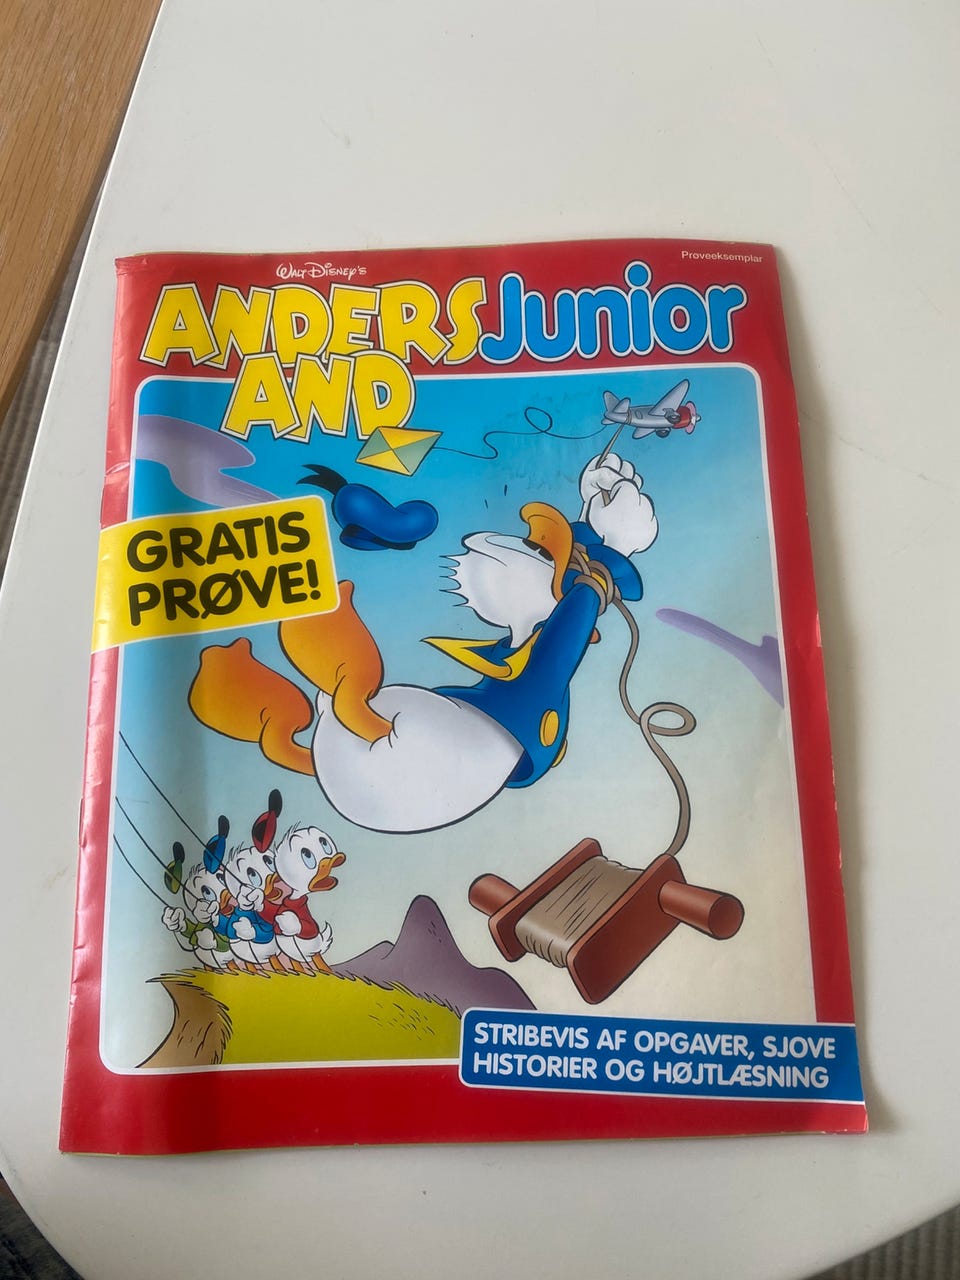 Prøveeksemplar
WALT DISNEY'S
ANDERS Junior
AND
GRATIS
PRØVE!
STRIBEVIS AF OPGAVER, SJOVE
HISTORIER OG HØJTLÆSNING